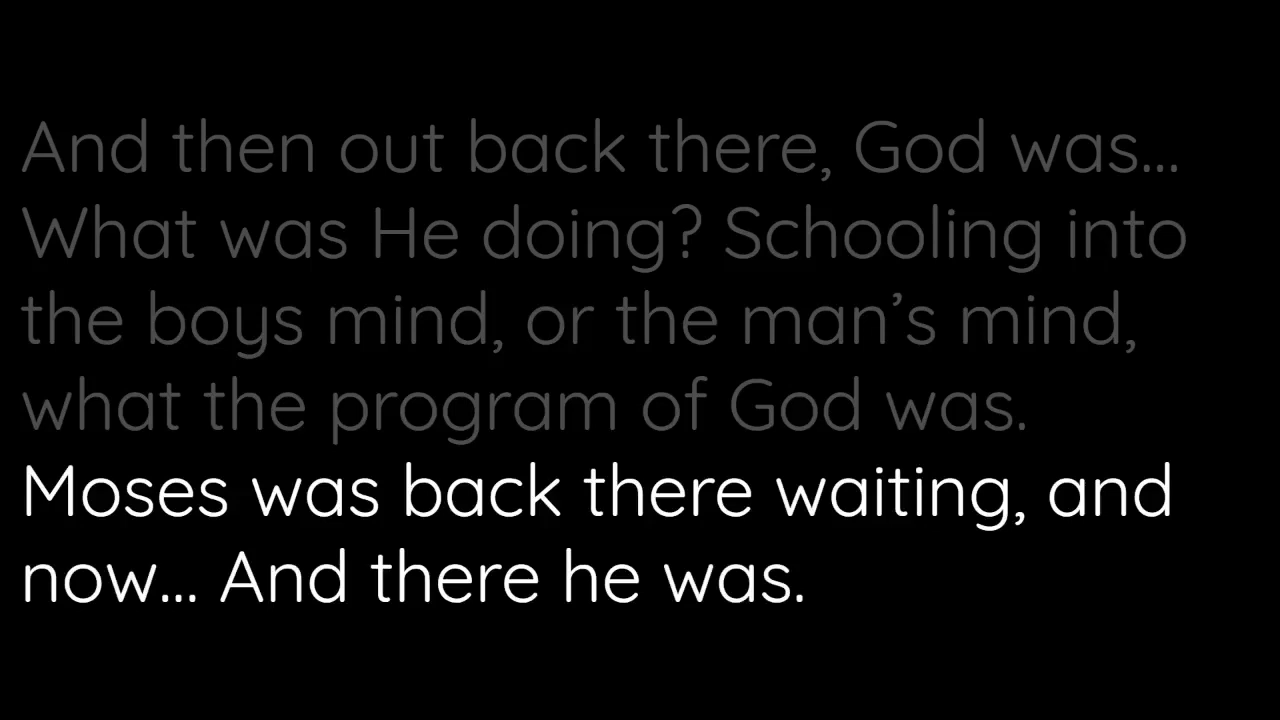 And then out back there, God was...
What was He doing? Schooling into
the boys mind, or the man’s mind,
what the program of God was.
Moses was back there waiting, and
now... And there he was.